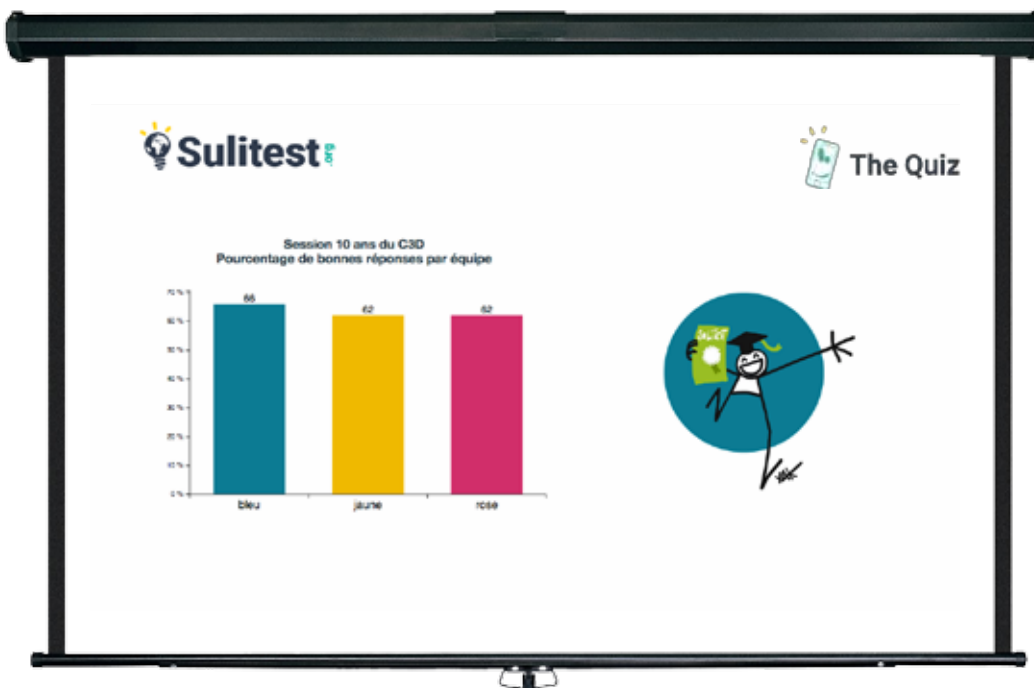 Sulitest.org
The Quiz
Session 10 ans du C3D
Pourcentage de bonnes réponses par équipe
70 %
60 %
50 %
40 %
30 %
20 %
10 %
0 %
66
62
62
bleu
jaune
rose